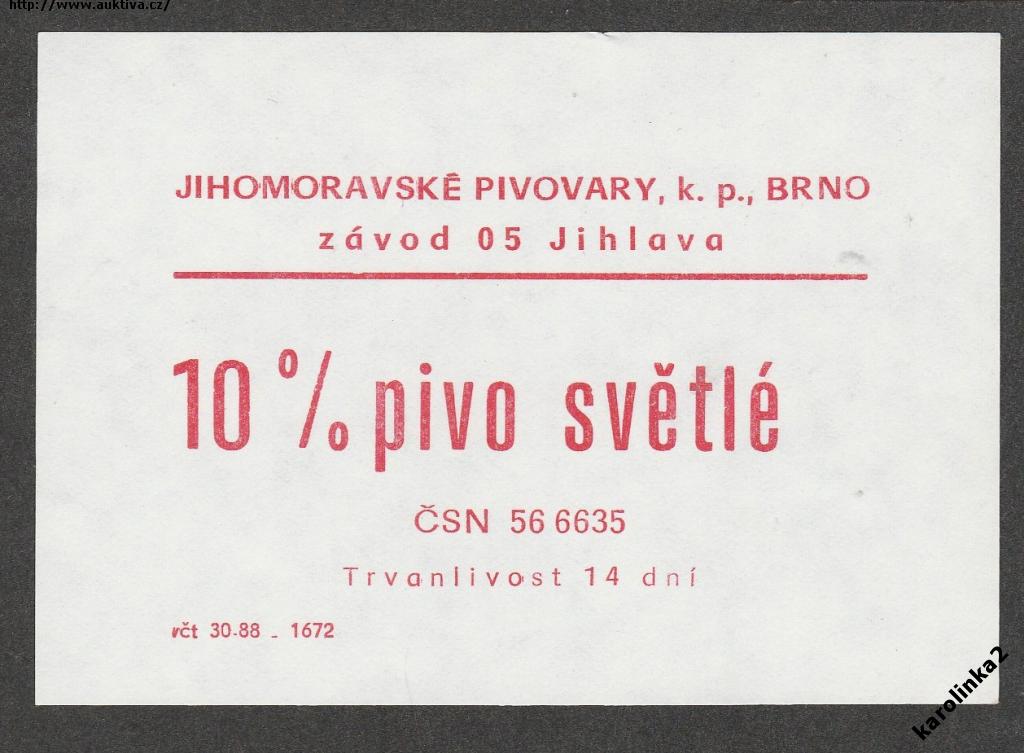 http://www.auktiva.cz/
JIHOMORAVSKÉ PIVOVARY, k. p., BRNO
závod 05 Jihlava
10 % pivo světlé
ČSN 56 6635
Trvanlivost 14 dní
rčt 30-88 - 1672
karolinka2